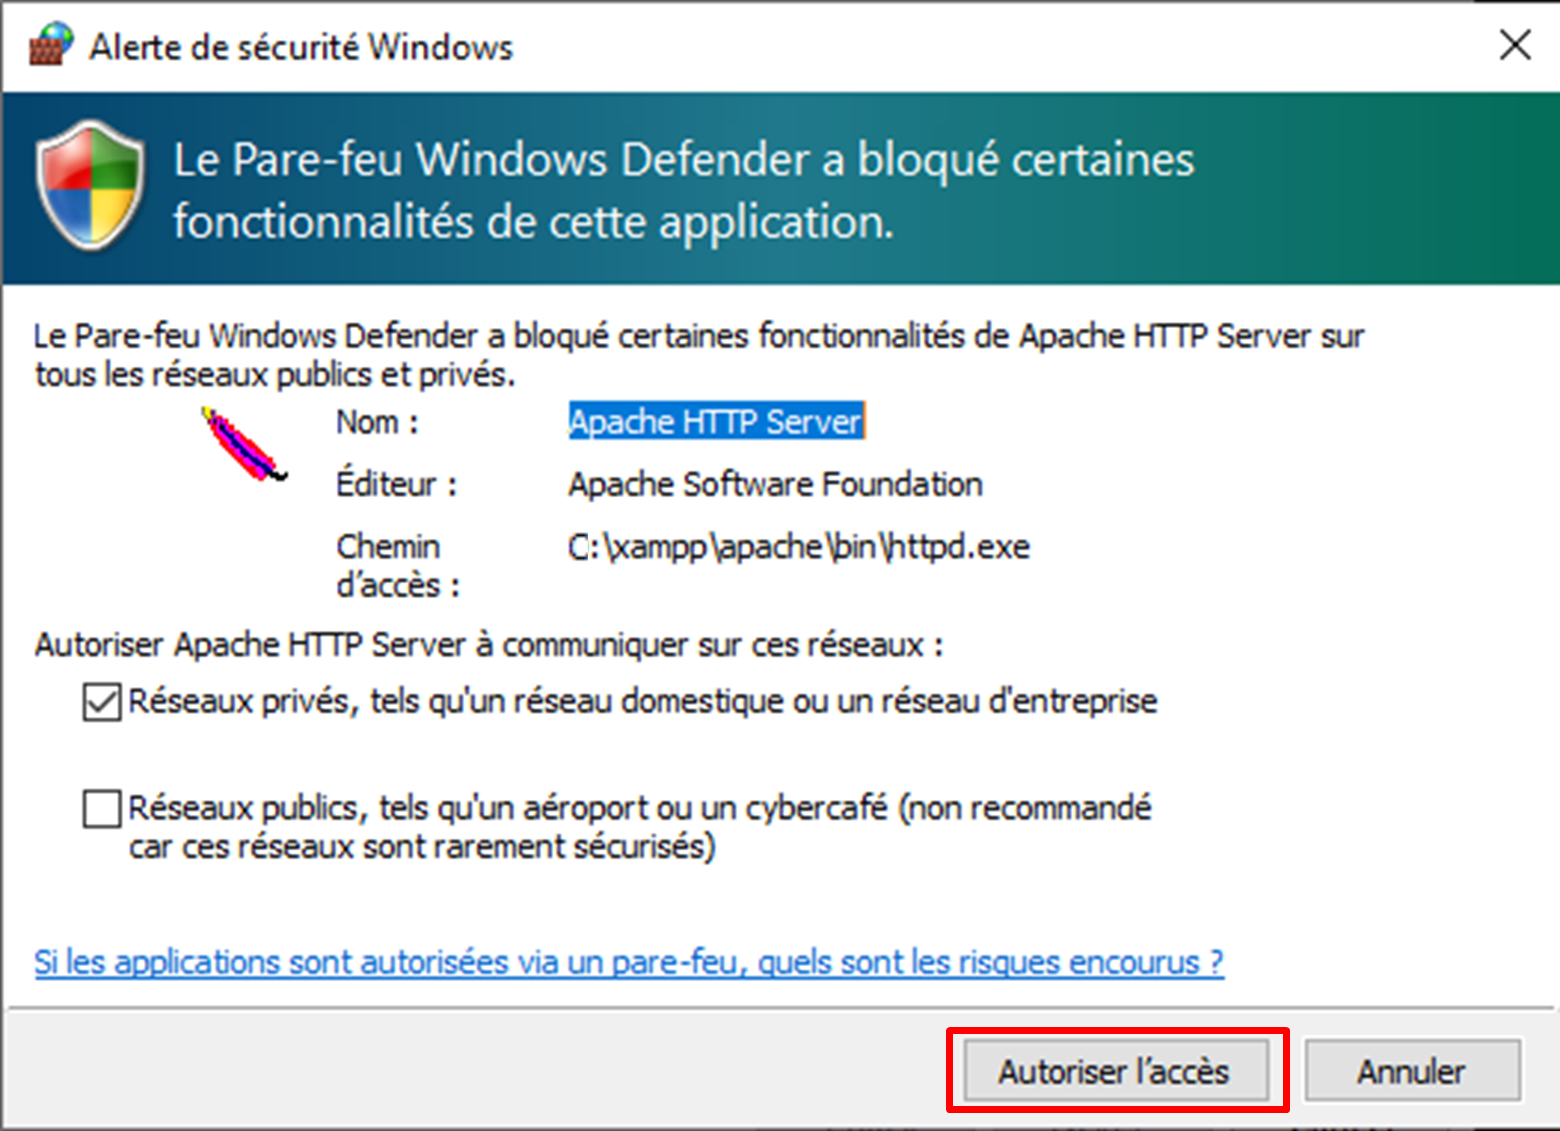 Alerte de sécurité Windows
Le Pare-feu Windows Defender a bloqué certaines
fonctionnalités de cette application.
Le Pare-feu Windows Defender a bloqué certaines fonctionnalités de Apache HTTP Server sur
tous les réseaux publics et privés.
Nom : Apache HTTP Server
Éditeur : Apache Software Foundation
Chemin C:\xampp\apache\bin\httpd.exe
d’accès :
Autoriser Apache HTTP Server à communiquer sur ces réseaux :
Réseaux privés, tels qu'un réseau domestique ou un réseau d'entreprise
Réseaux publics, tels qu'un aéroport ou un cybercafé (non recommandé
car ces réseaux sont rarement sécurisés)
Si les applications sont autorisées via un pare-feu, quels sont les risques encourus ?
Autoriser l’accès Annuler